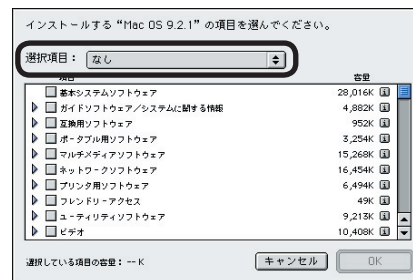 インストールする“Mac OS 9.2.1”の項目を選んでください。
選択項目： なし
項目 容量
基本システムソフトウェア 28,016K
ガイドソフトウェア／システムに関する情報 4,882K
互換用ソフトウェア 952K
ポータブル用ソフトウェア 3,254K
マルチメディアソフトウェア 15,268K
ネットワークソフトウェア 16,454K
プリンタ用ソフトウェア 6,494K
フレンドリーアクセス 49K
ユーティリティソフトウェア 9,213K
ビデオ 10,408K
選択している項目の容量： -- K キャンセル OK